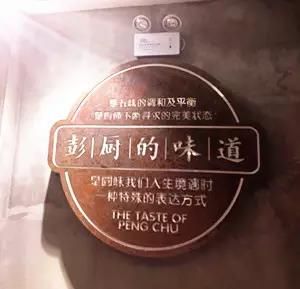 是五味的调和及平衡
是厨师不断寻求的完美状态
彭厨的味道
是回味我们人生境遇时
一种特殊的表达方式
THE TASTE OF
PENG CHU